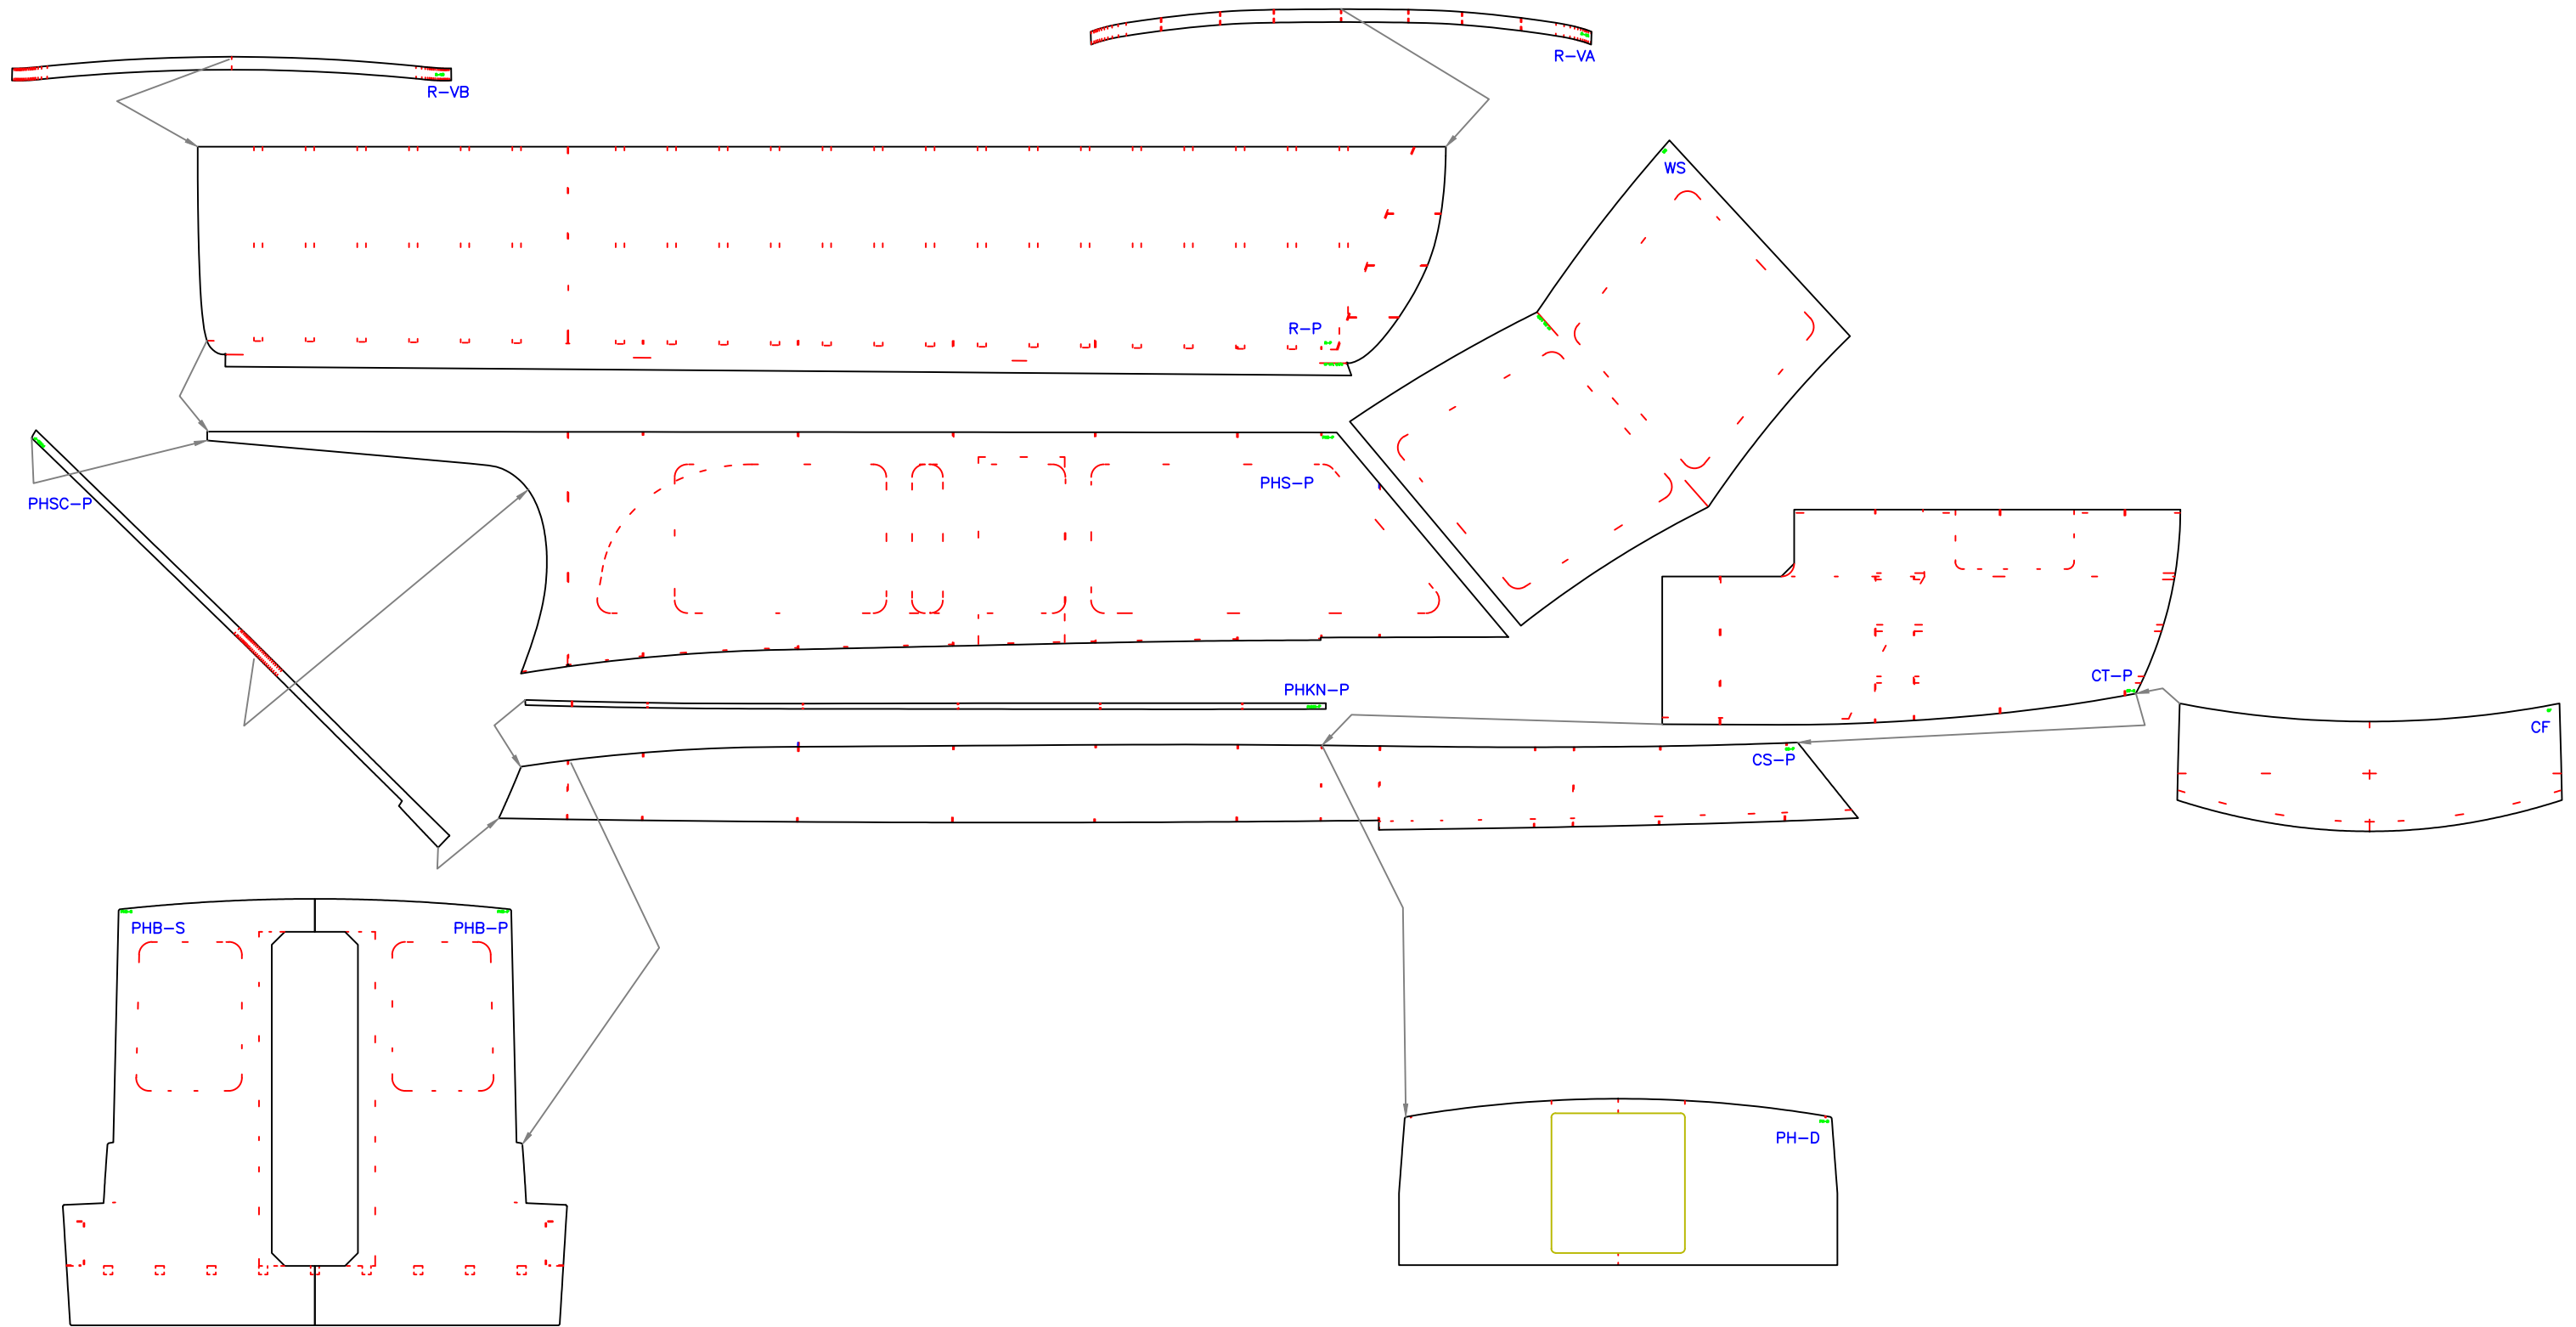 R-VA
R-VB
WS
R-P
PHS-P
PHSC-P
CT-P
PHKN-P
CF
CS-P
PHB-S
PHB-P
PH-D